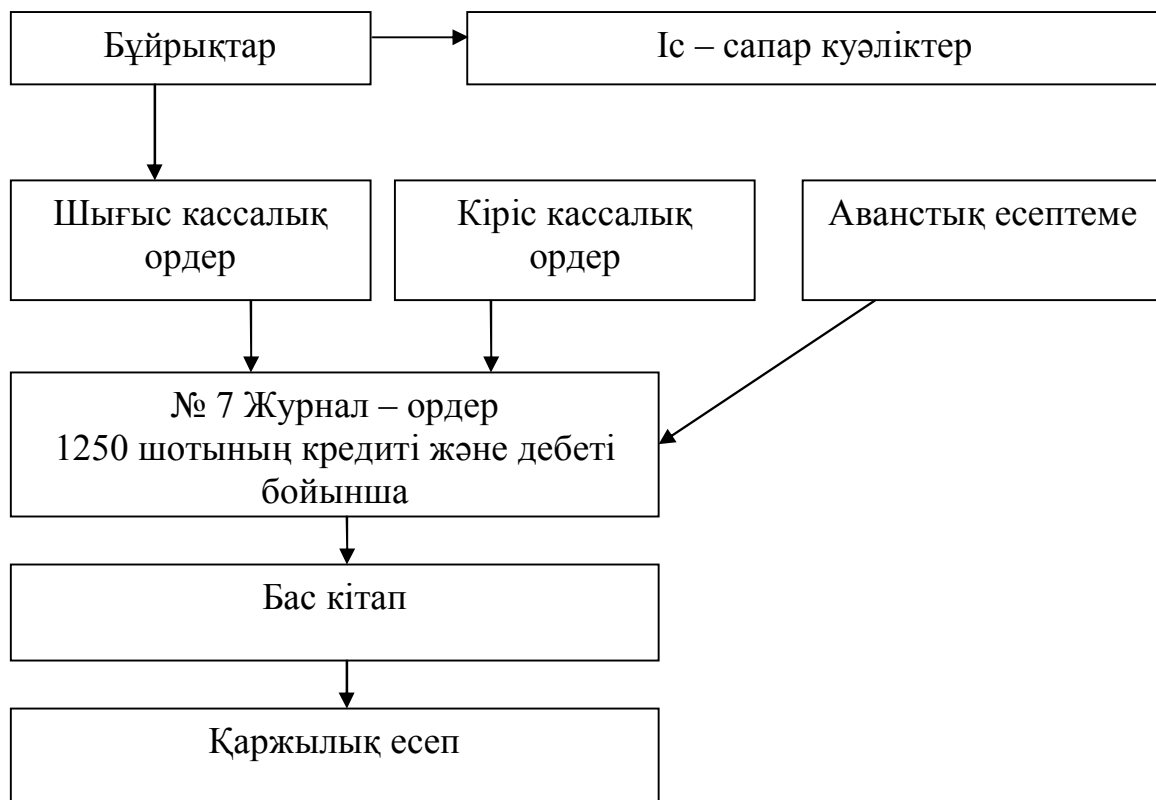 Бұйрықтар
Іс – сапар куәліктер
Шығыс кассалық
ордер
Кіріс кассалық
ордер
Аванстық есептеме
№ 7 Журнал – ордер
1250 шотының кредиті және дебеті
бойынша
Бас кітап
Қаржылық есеп